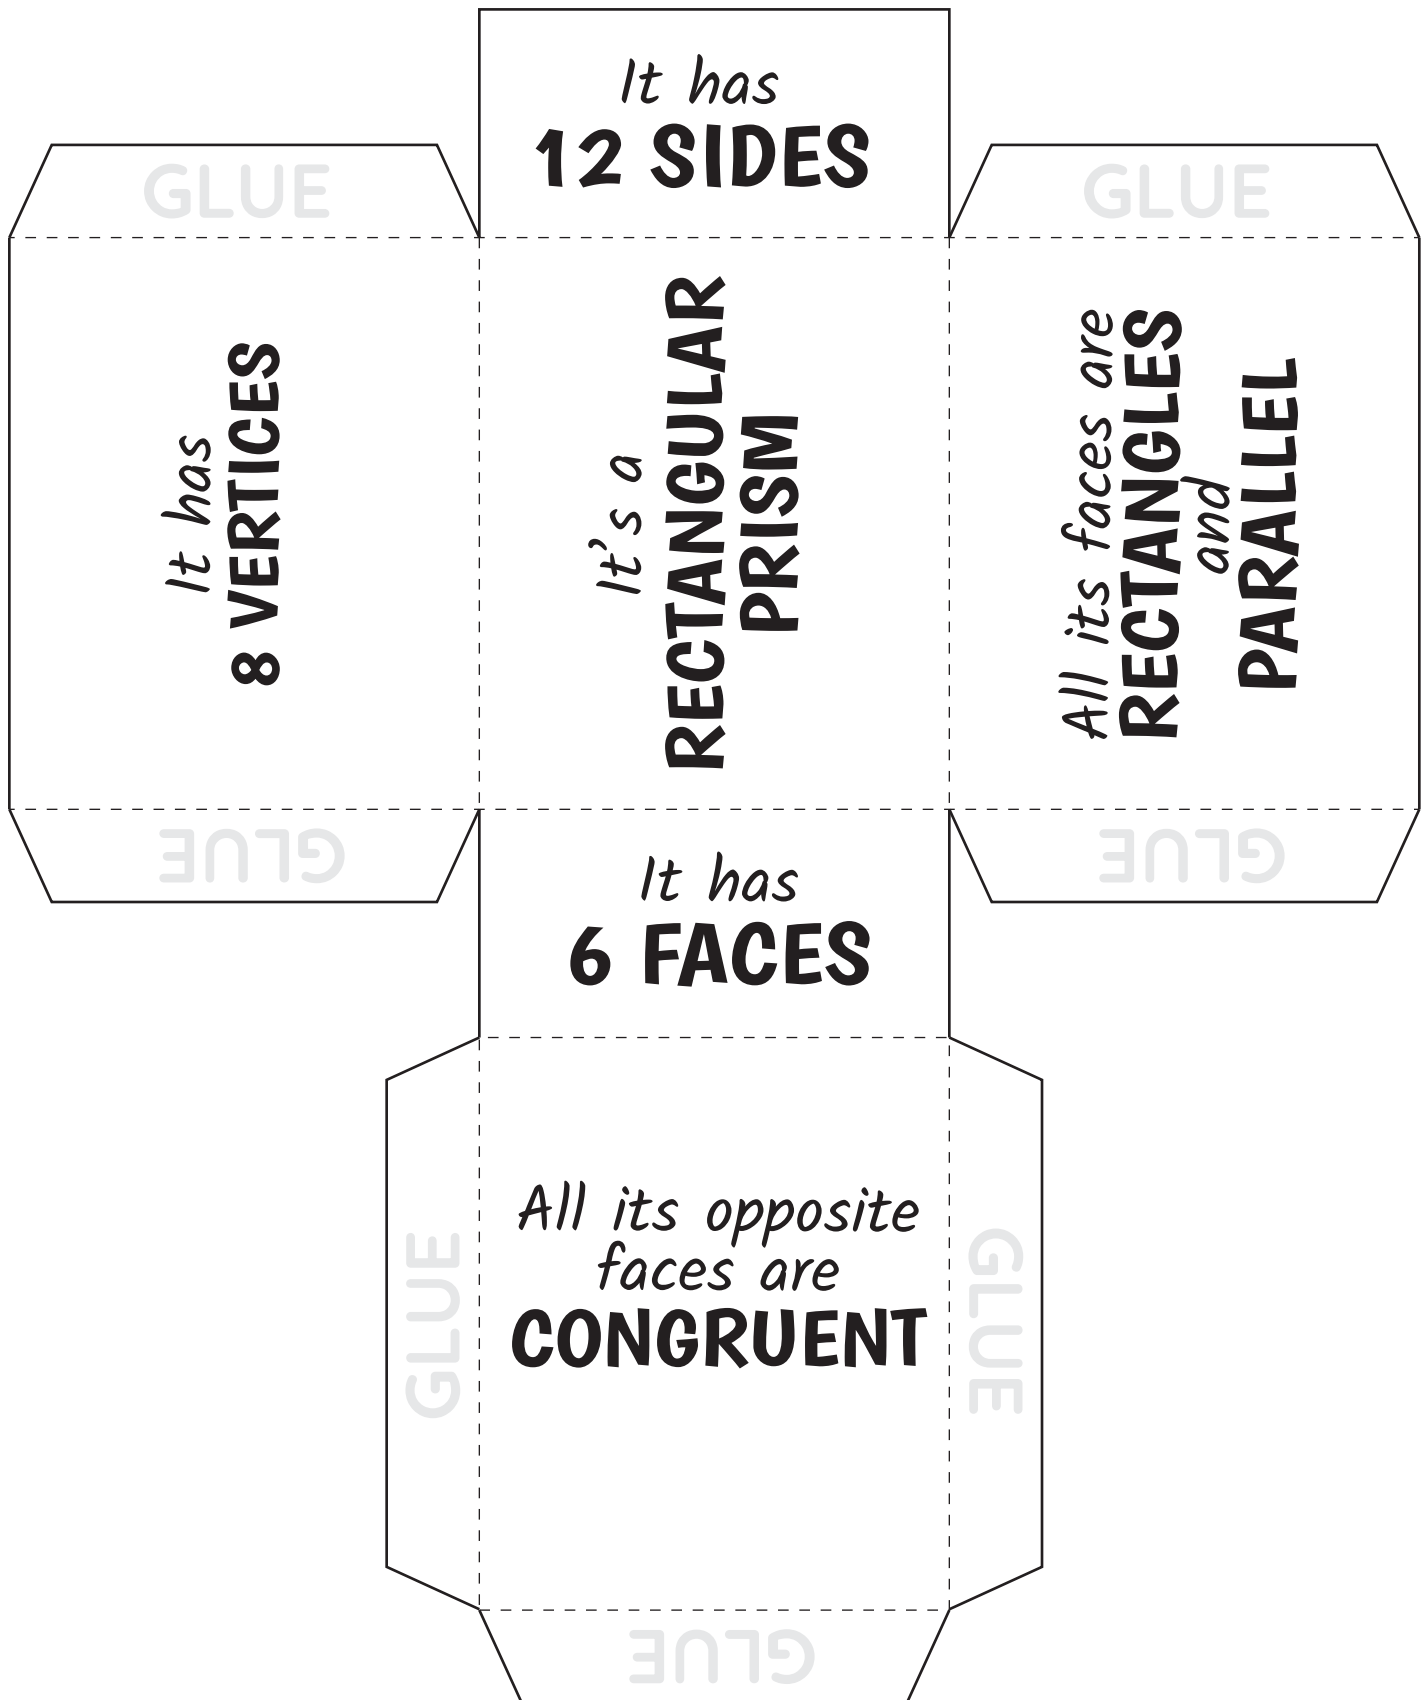 It has
12 SIDES
GLUE
GLUE
It has
8 VERTICES
It's a
RECTANGULAR
PRISM
All its faces are
RECTANGLES
and
PARALLEL
GLUE
GLUE
It has
6 FACES
All its opposite
faces are
CONGRUENT
GLUE
GLUE
GLUE